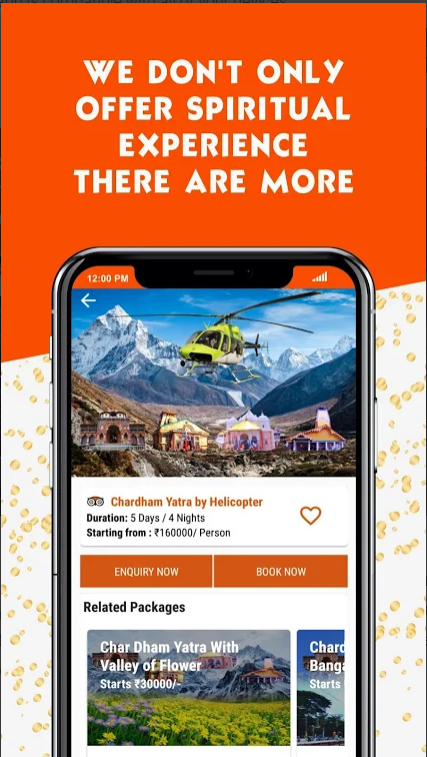 WE DON'T ONLY
OFFER SPIRITUAL
EXPERIENCE
THERE ARE MORE
12:00 PM
Chardham Yatra by Helicopter
Duration: 5 Days / 4 Nights
Starting from : ₹160000/ Person
ENQUIRY NOW
BOOK NOW
Related Packages
Char Dham Yatra With
Valley of Flower
Starts ₹30000/-
Chard
Banga
Starts